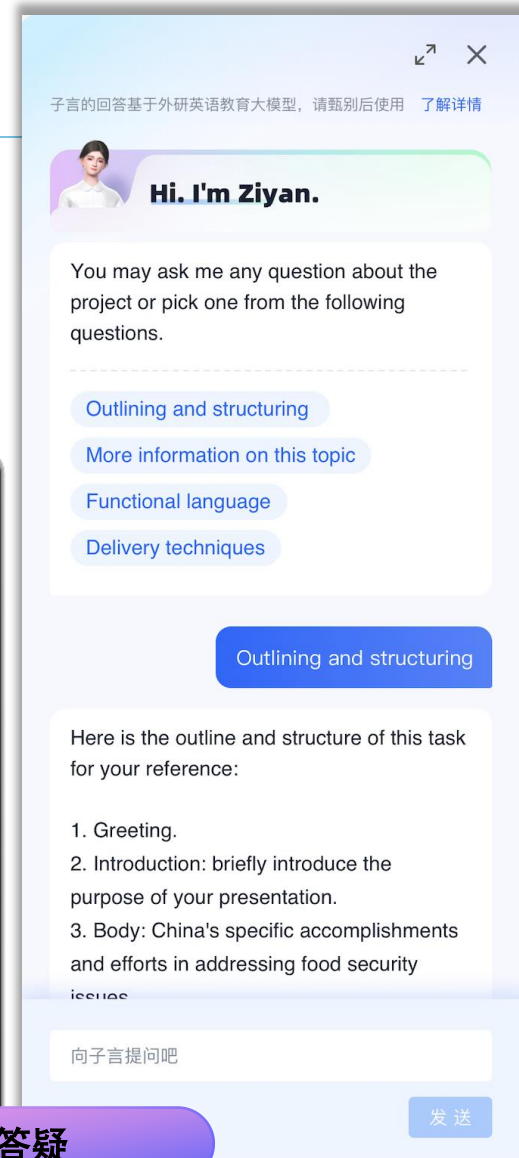 子言的回答基于外研英语教育大模型，请甄别后使用 了解详情
Hi. I'm Ziyan.
You may ask me any question about the
project or pick one from the following
questions.
Outlining and structuring
More information on this topic
Functional language
Delivery techniques
Outlining and structuring
Here is the outline and structure of this task
for your reference:
1. Greeting.
2. Introduction: briefly introduce the
purpose of your presentation.
3. Body: China's specific accomplishments
and efforts in addressing food security
issues
向子言提问吧
发送
答疑